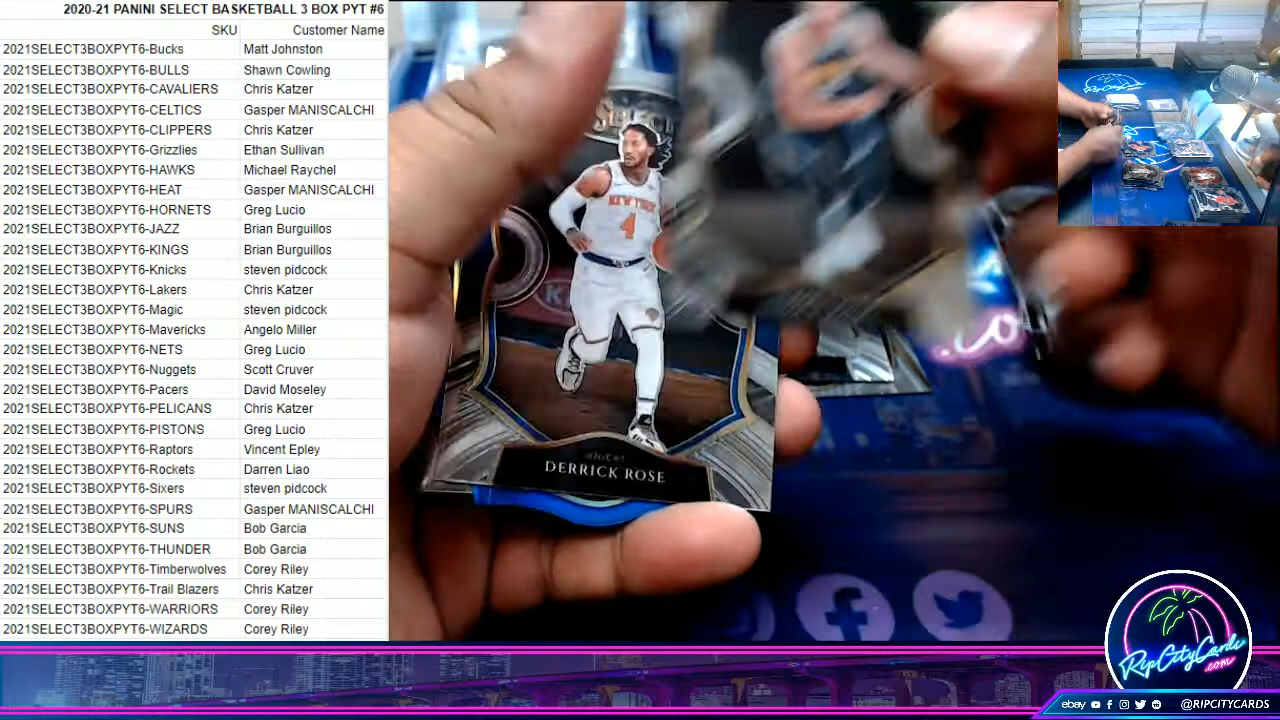 2020-21 PANINI SELECT BASKETBALL 3 BOX PYT #6
SKU Customer Name
2021SELECT3BOXPYT6-Bucks Matt Johnston
2021SELECT3BOXPYT6-BULLS Shawn Cowling
2021SELECT3BOXPYT6-CAVALIERS Chris Katzer
2021SELECT3BOXPYT6-CELTICS Gasper MANISCALCHI
2021SELECT3BOXPYT6-CLIPPERS Chris Katzer
2021SELECT3BOXPYT6-Grizzlies Ethan Sullivan
2021SELECT3BOXPYT6-HAWKS Michael Raychel
2021SELECT3BOXPYT6-HEAT Gasper MANISCALCHI
2021SELECT3BOXPYT6-HORNETS Greg Lucio
2021SELECT3BOXPYT6-JAZZ Brian Burguillos
2021SELECT3BOXPYT6-KINGS Brian Burguillos
2021SELECT3BOXPYT6-Knicks steven pidcock
2021SELECT3BOXPYT6-Lakers Chris Katzer
2021SELECT3BOXPYT6-Magic steven pidcock
2021SELECT3BOXPYT6-Mavericks Angelo Miller
2021SELECT3BOXPYT6-NETS Greg Lucio
2021SELECT3BOXPYT6-Nuggets Scott Cruver
2021SELECT3BOXPYT6-Pacers David Moseley
2021SELECT3BOXPYT6-PELICANS Chris Katzer
2021SELECT3BOXPYT6-PISTONS Greg Lucio
2021SELECT3BOXPYT6-Raptors Vincent Epley
2021SELECT3BOXPYT6-Rockets Darren Liao
2021SELECT3BOXPYT6-Sixers steven pidcock
2021SELECT3BOXPYT6-SPURS Gasper MANISCALCHI
2021SELECT3BOXPYT6-SUNS Bob Garcia
2021SELECT3BOXPYT6-THUNDER Bob Garcia
2021SELECT3BOXPYT6-Timberwolves Corey Riley
2021SELECT3BOXPYT6-Trail Blazers Chris Katzer
2021SELECT3BOXPYT6-WARRIORS Corey Riley
2021SELECT3BOXPYT6-WIZARDS Corey Riley
SELECT
NEW YORK
4
KNICKS
DERRICK ROSE
.co
RipCityCards
.com
ebay @RIPCITYCARDS